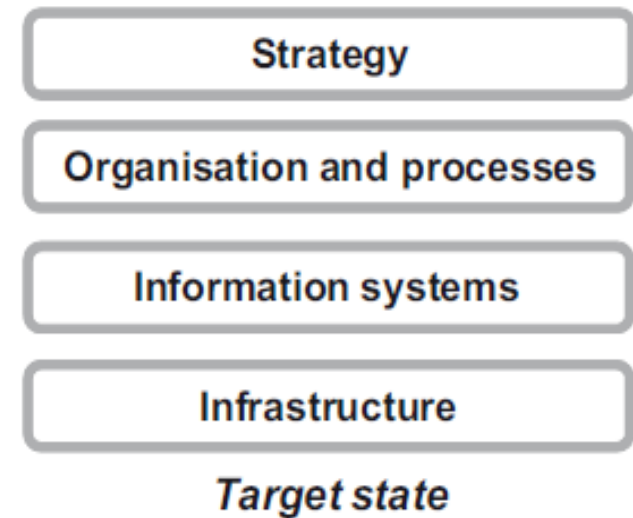 Strategy
Organisation and processes
Information systems
Infrastructure
Target state